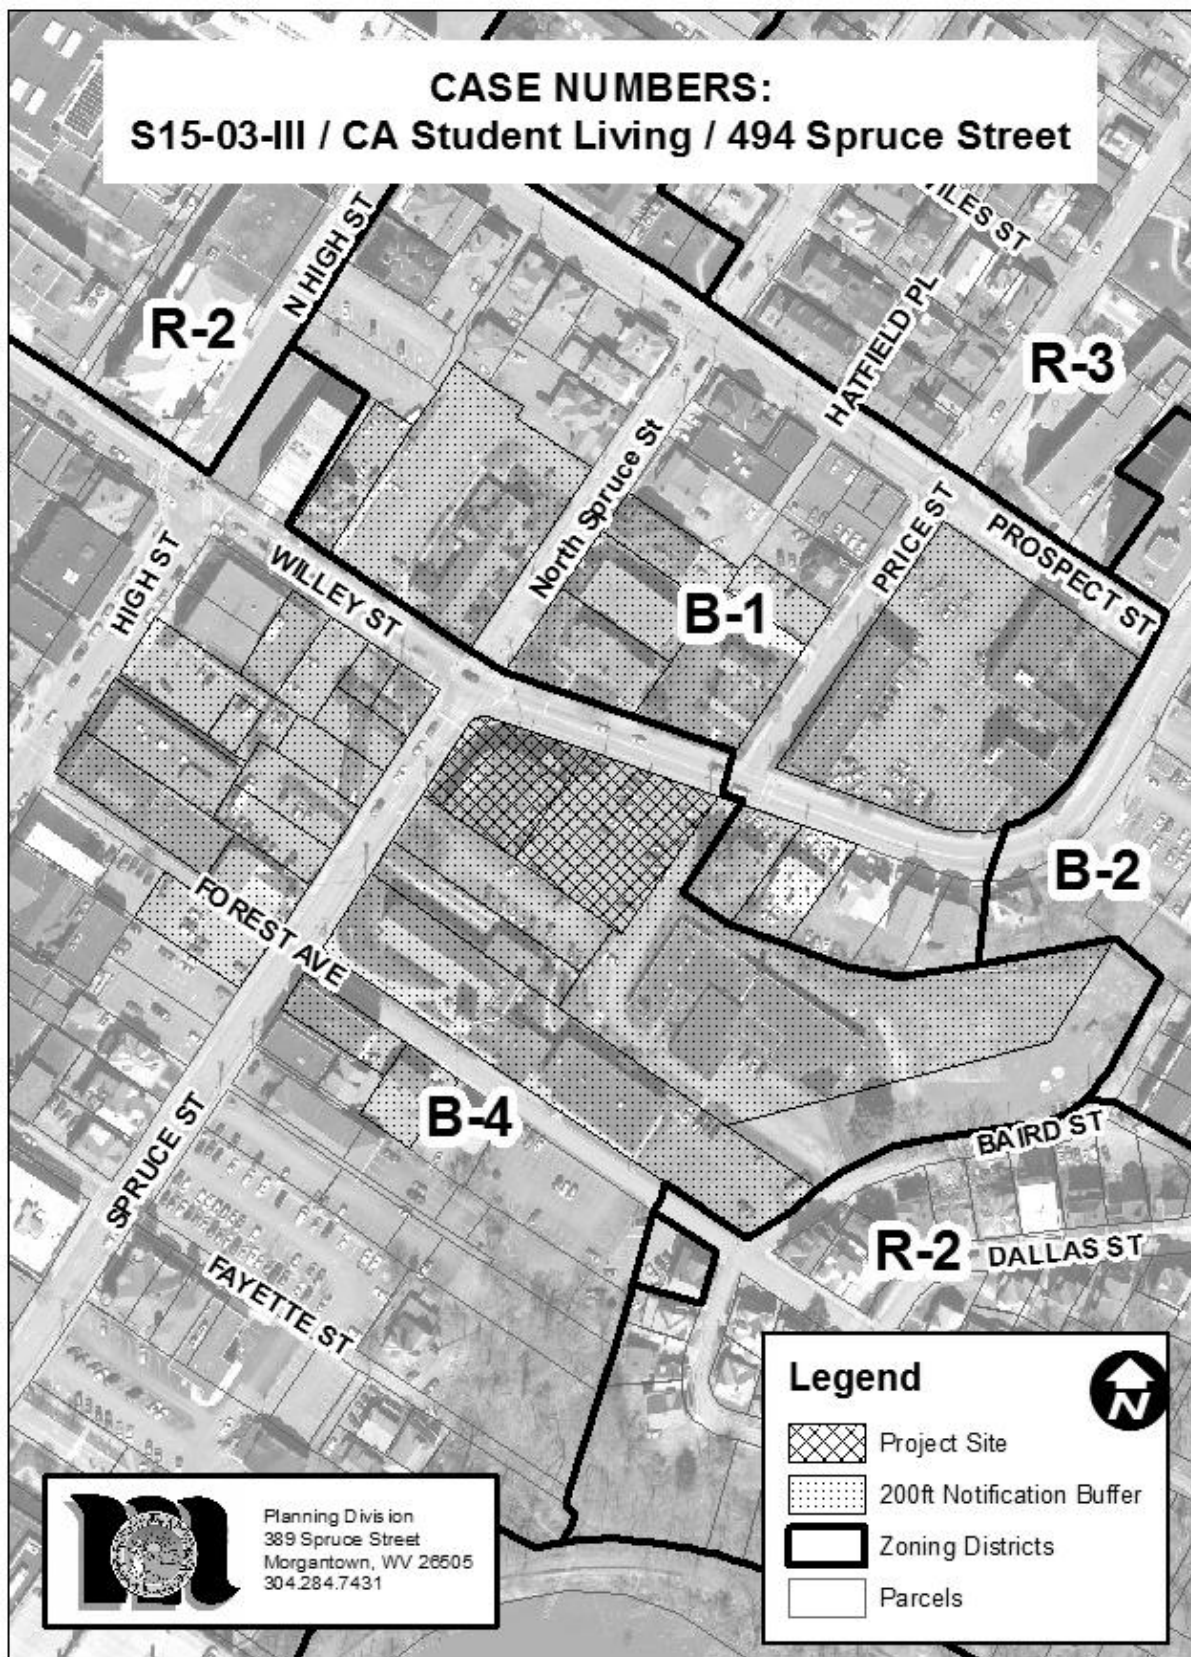 CASE NUMBERS:
S15-03-III / CA Student Living / 494 Spruce Street
N HIGH ST
R-2
HATFIELD PL
R-3
HIGH ST
WILLEY ST
North Spruce St
B-1
PRICE ST
PROSPECT ST
B-2
FOREST AVE
B-4
SPRUCE ST
BAIRD ST
R-2
DALLAS ST
FAYETTE ST
Legend
N
Project Site
200ft Notification Buffer
Zoning Districts
Parcels
Planning Division
389 Spruce Street
Morgantown, WV 26505
304.284.7431